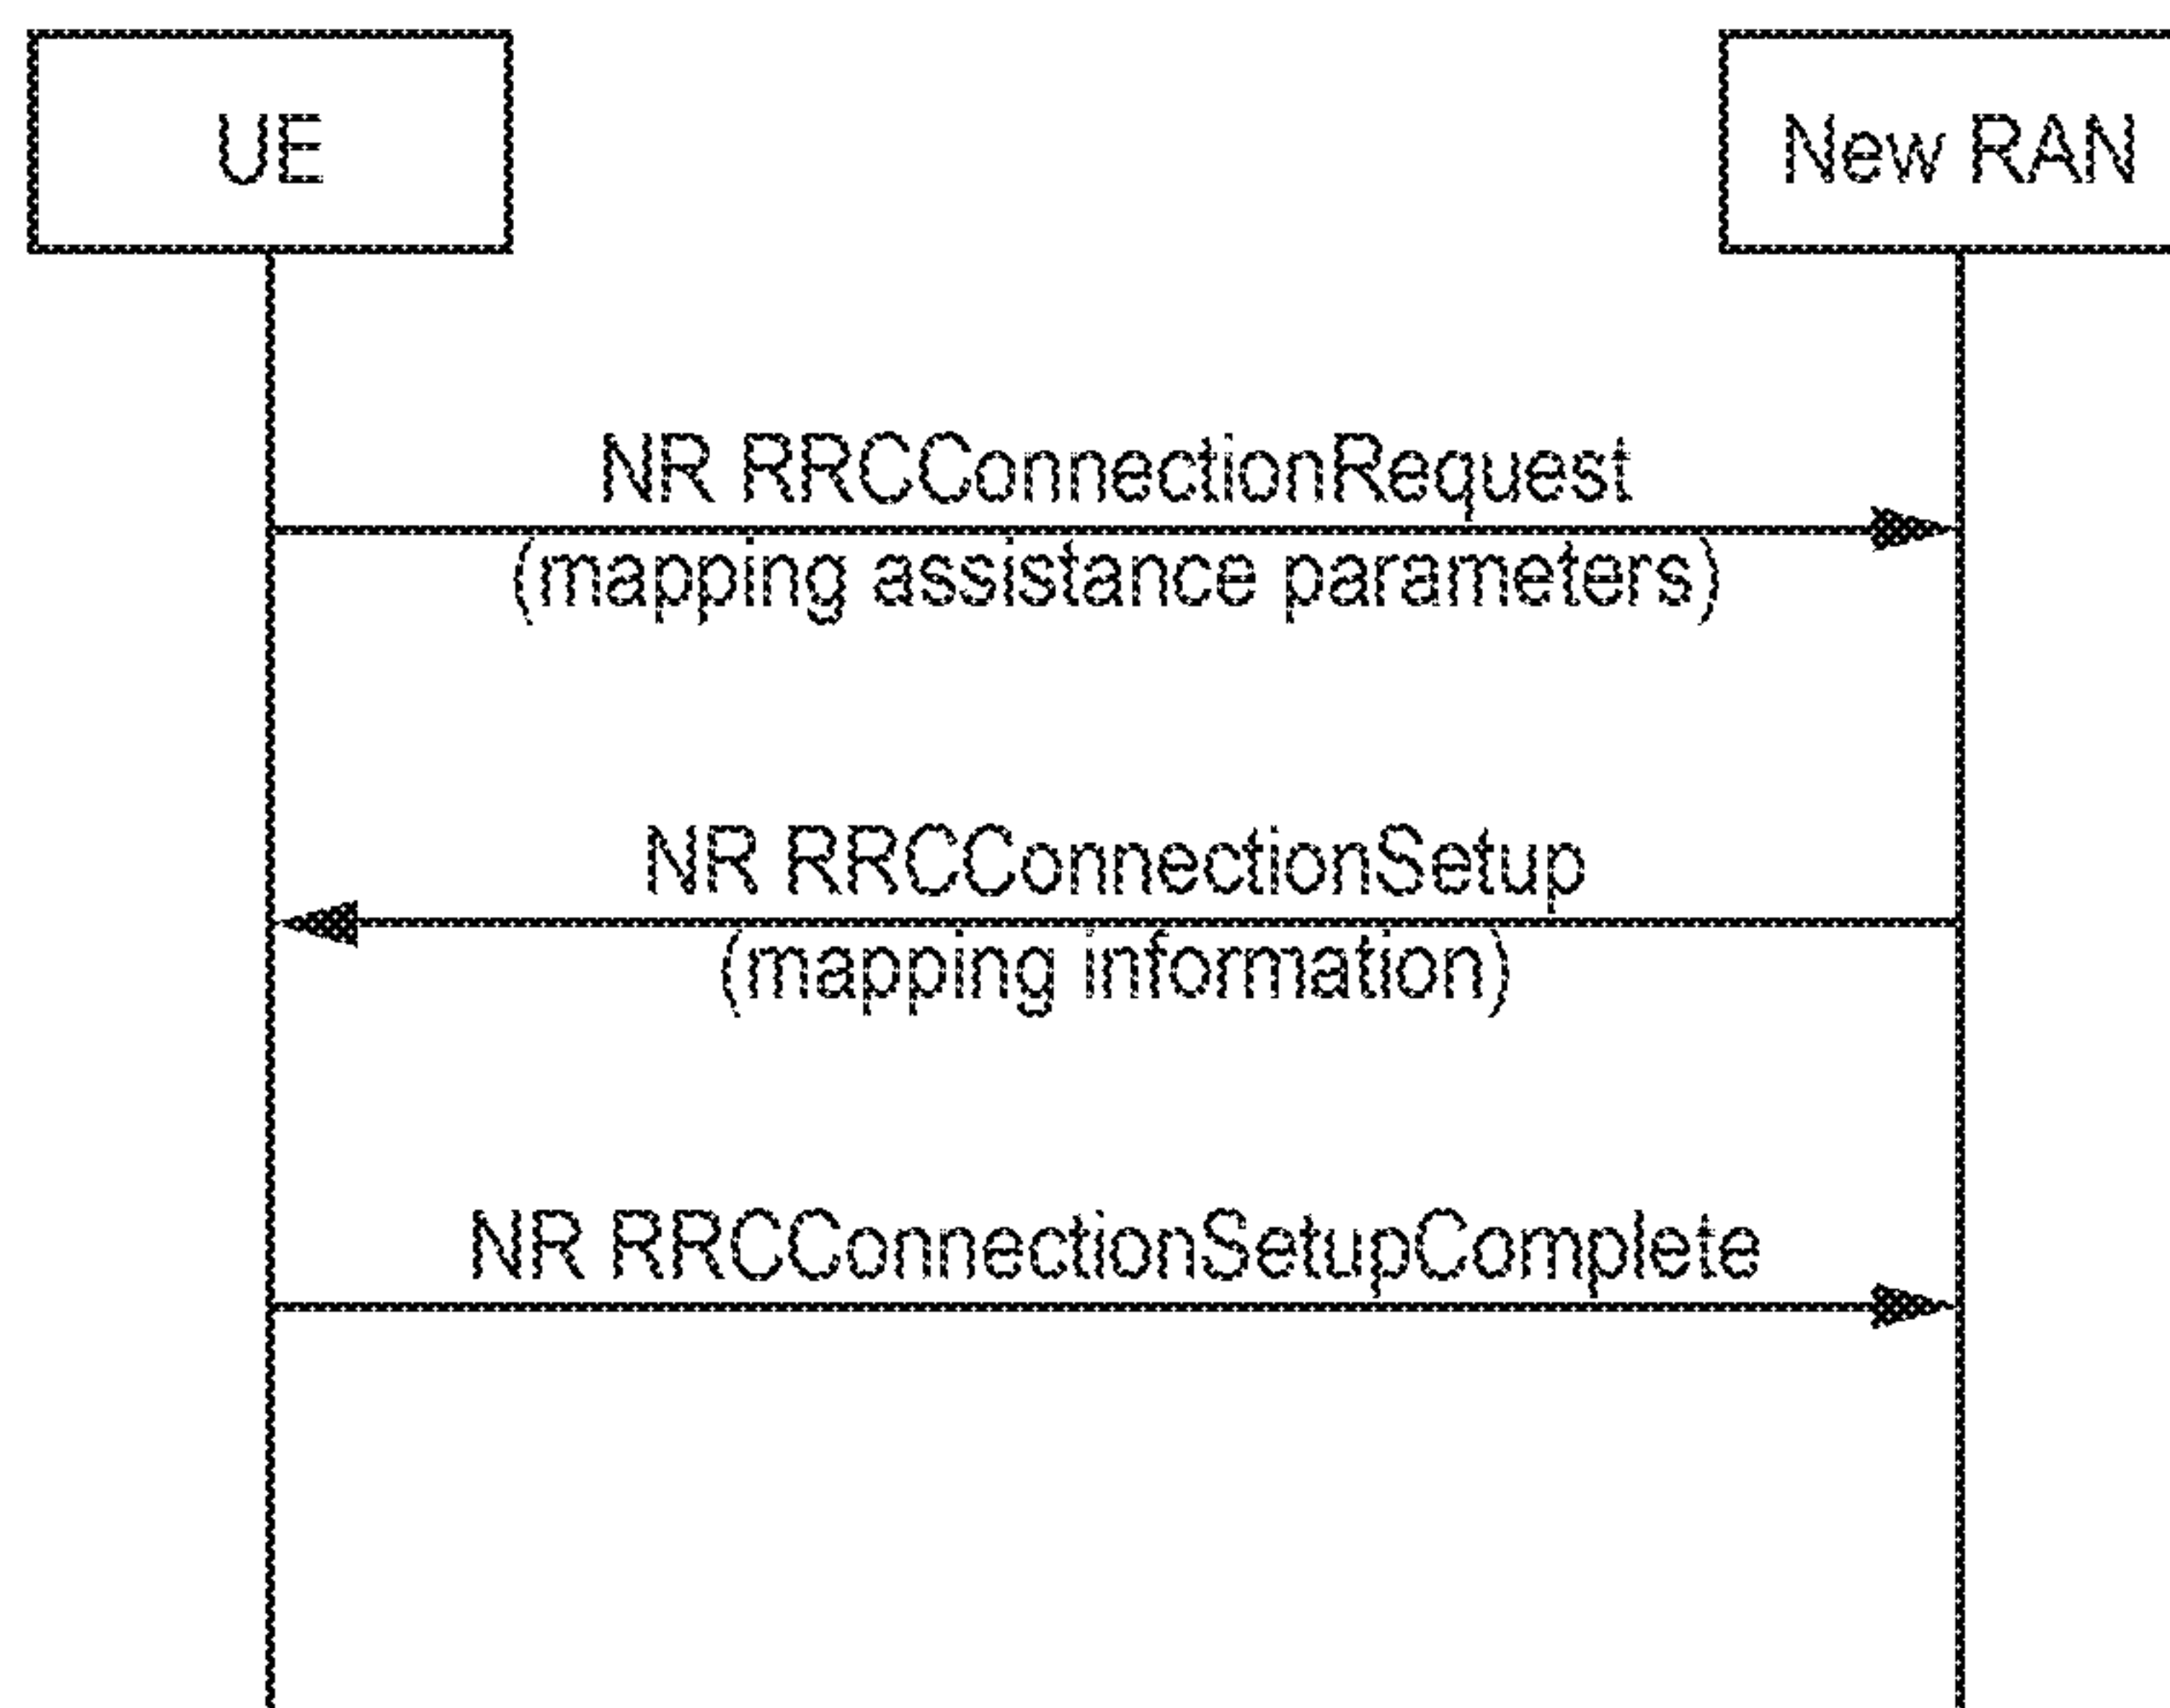 UE
New RAN
NR RRCConnectionRequest
(mapping assistance parameters)
NR RRCConnectionSetup
(mapping information)
NR RRCConnectionSetupComplete